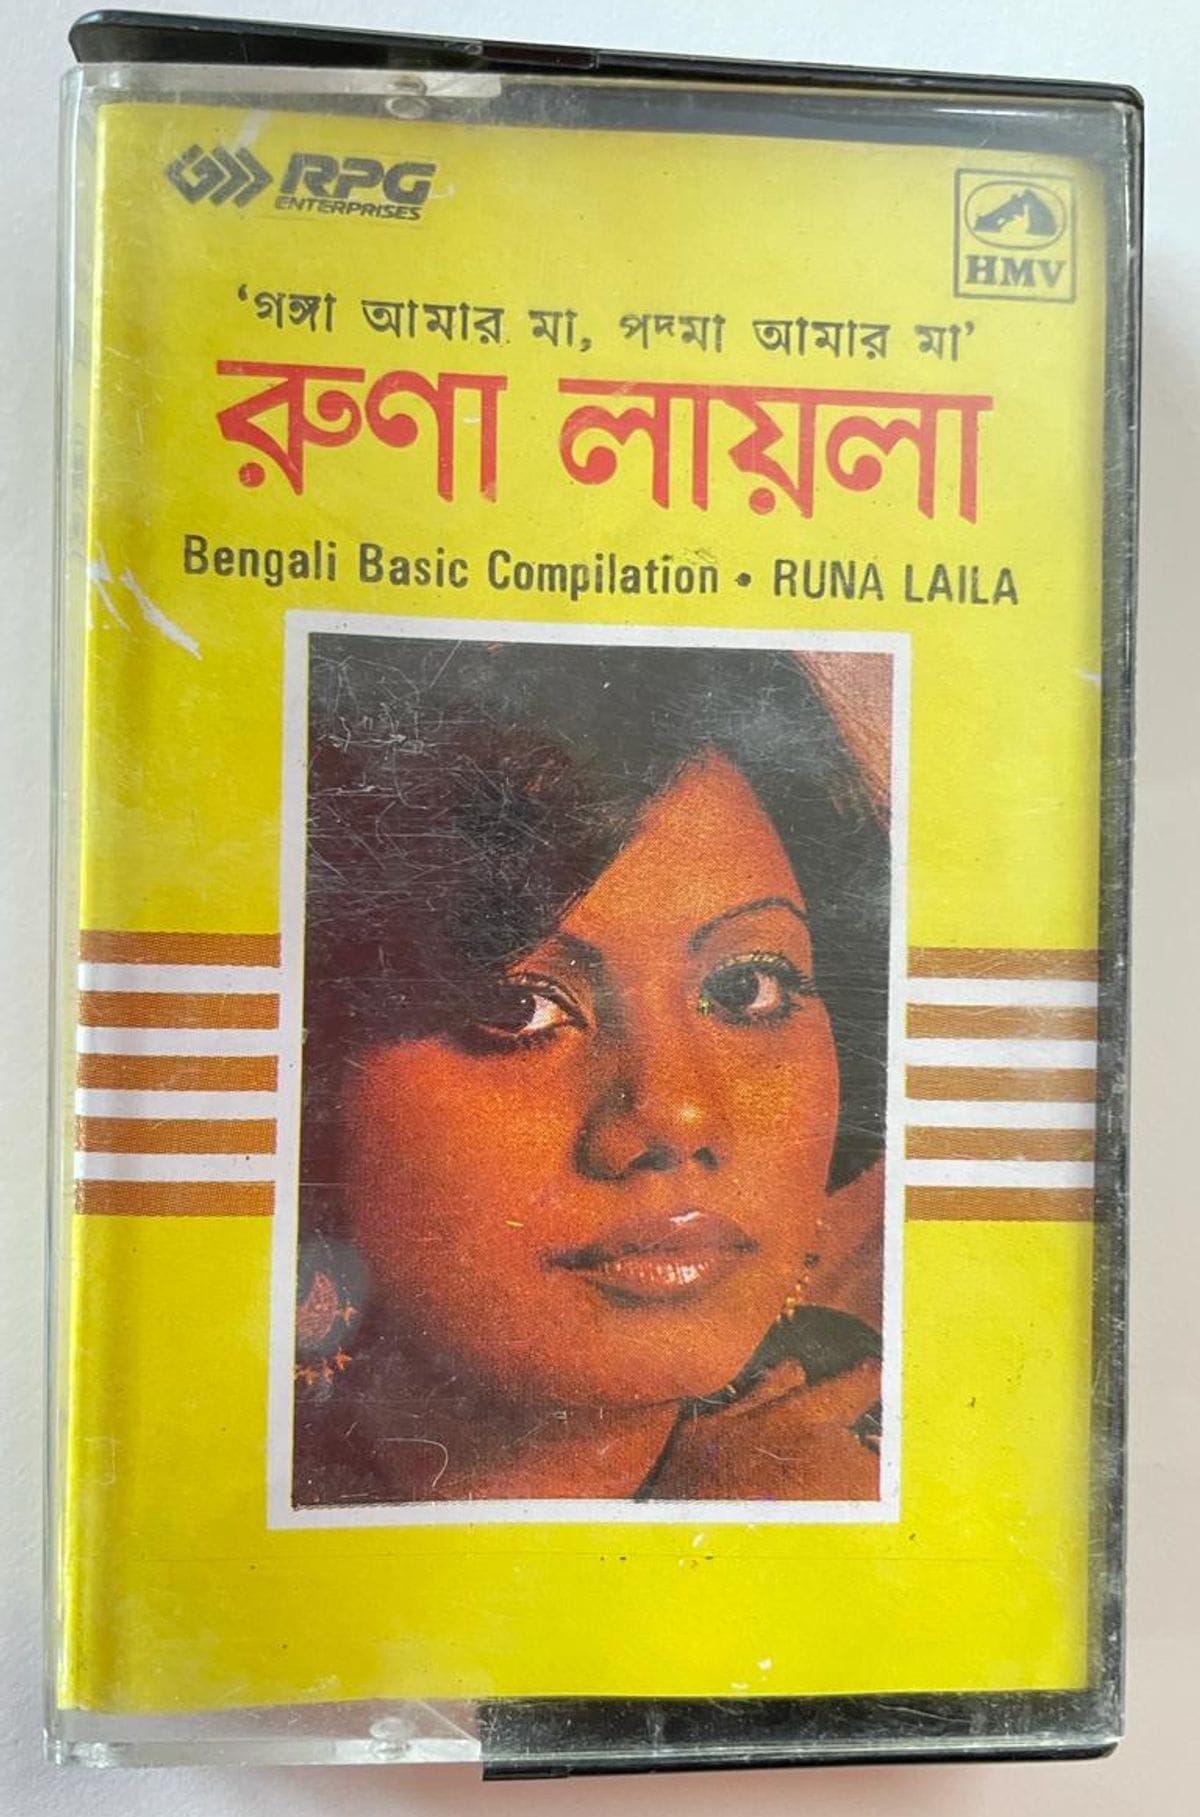 RPG
ENTERPRISES
HMV
‘গঙ্গা আমার মা, পদ্মা আমার মা’
রুণা লায়লা
Bengali Basic Compilation • RUNA LAILA